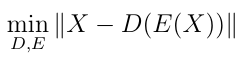 min_{D,E} ‖X − D(E(X))‖